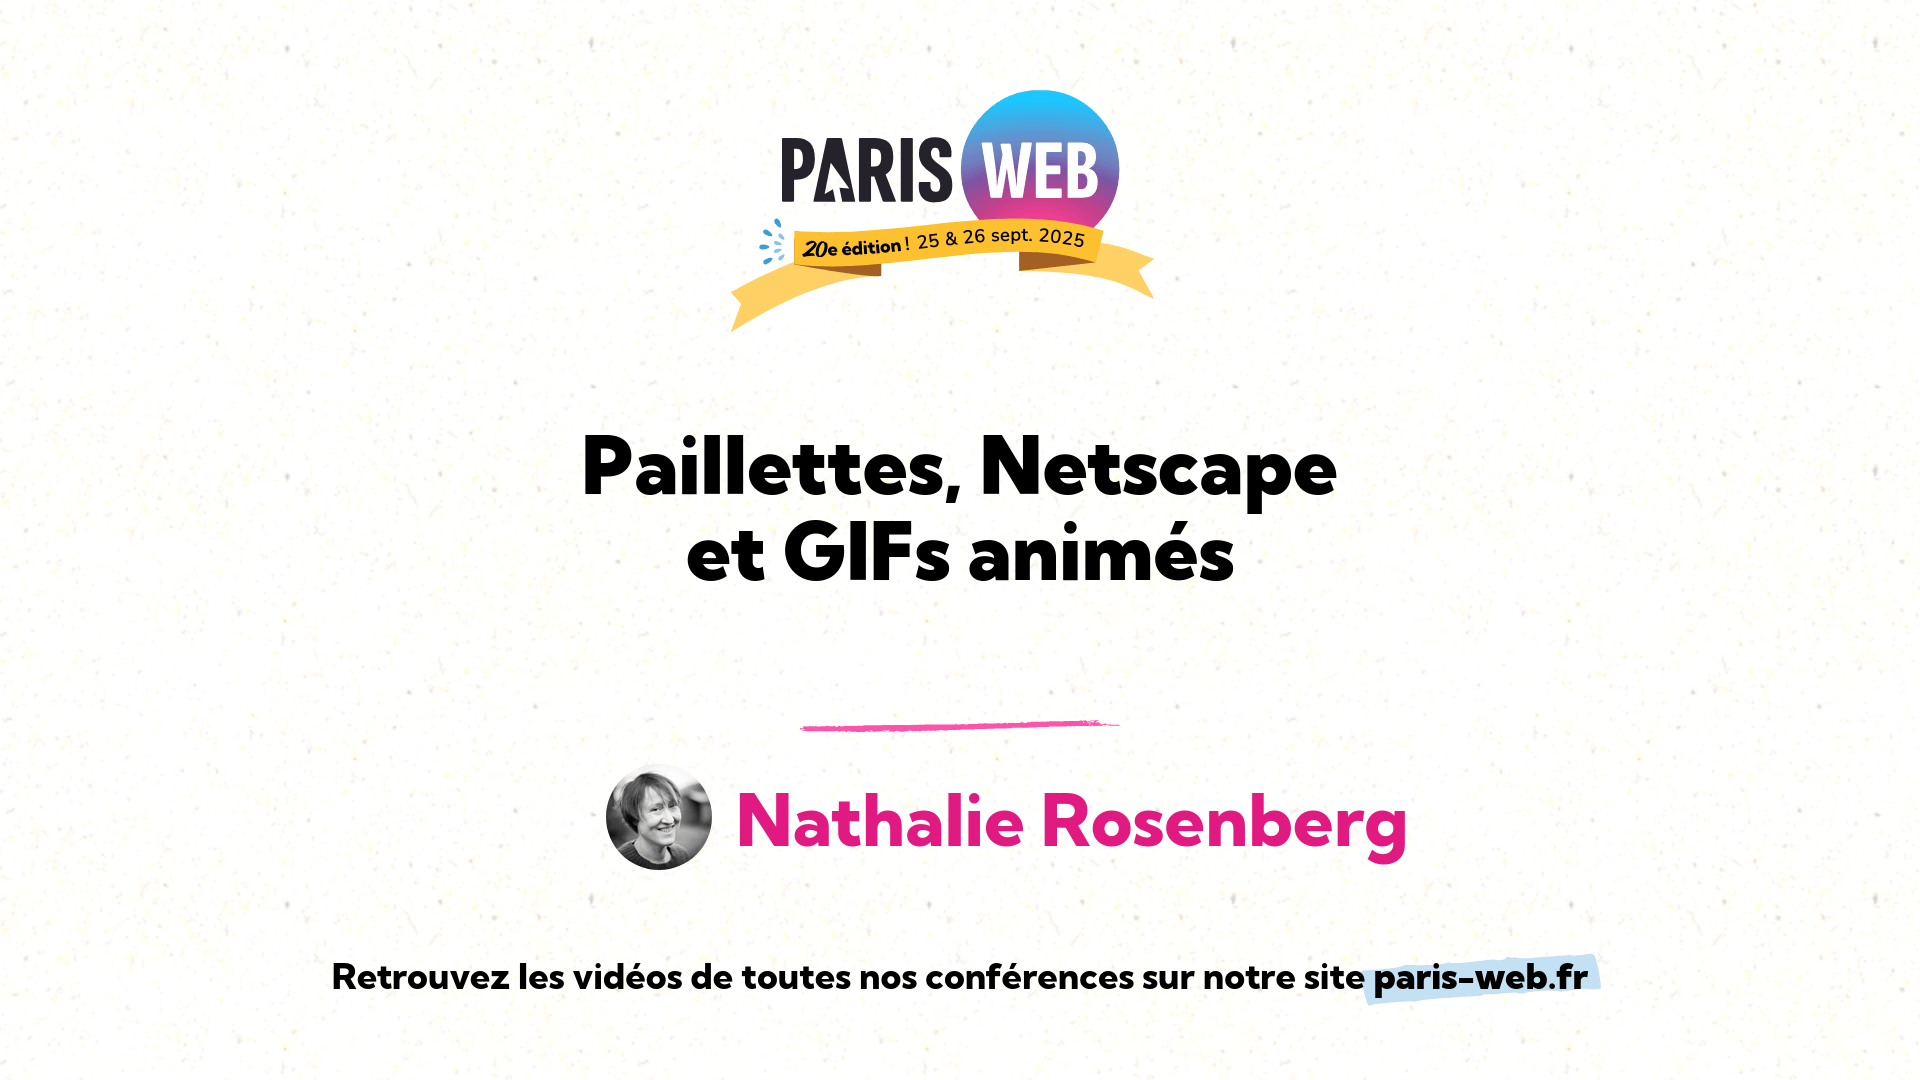 PARIS WEB
20e édition ! 25 & 26 sept. 2025
Paillettes, Netscape
et GIFs animés
Nathalie Rosenberg
Retrouvez les vidéos de toutes nos conférences sur notre site paris-web.fr